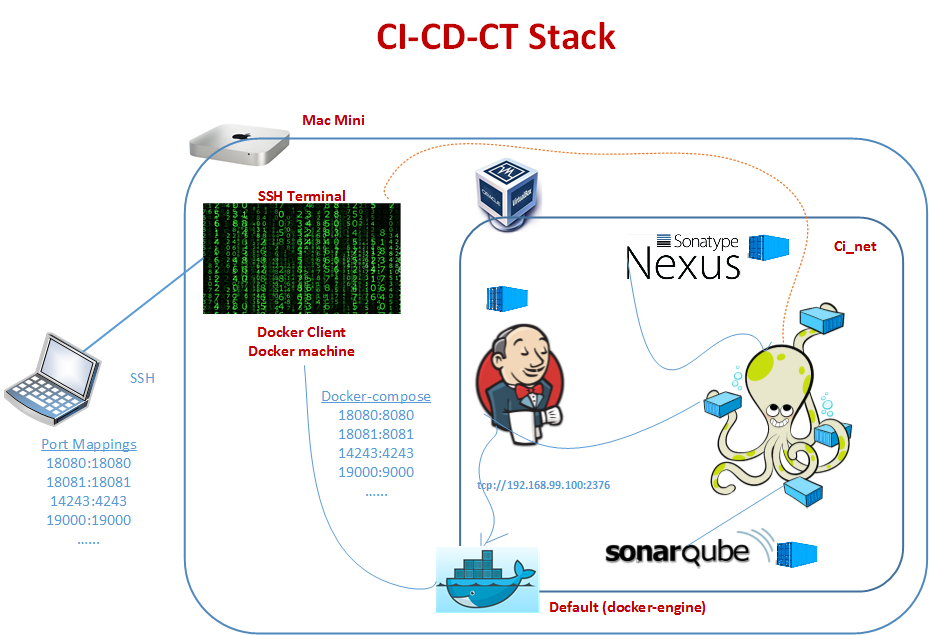 CI-CD-CT Stack
Mac Mini
SSH Terminal
ORACLE
VirtualBox
Sonatype
Nexus
Ci_net
Docker Client
Docker machine
SSH
Docker-compose
18080:8080
18081:8081
14243:4243
19000:9000
......
Port Mappings
18080:18080
18081:18081
14243:4243
19000:19000
......
tcp://192.168.99.100:2376
sonarqube
Default (docker-engine)